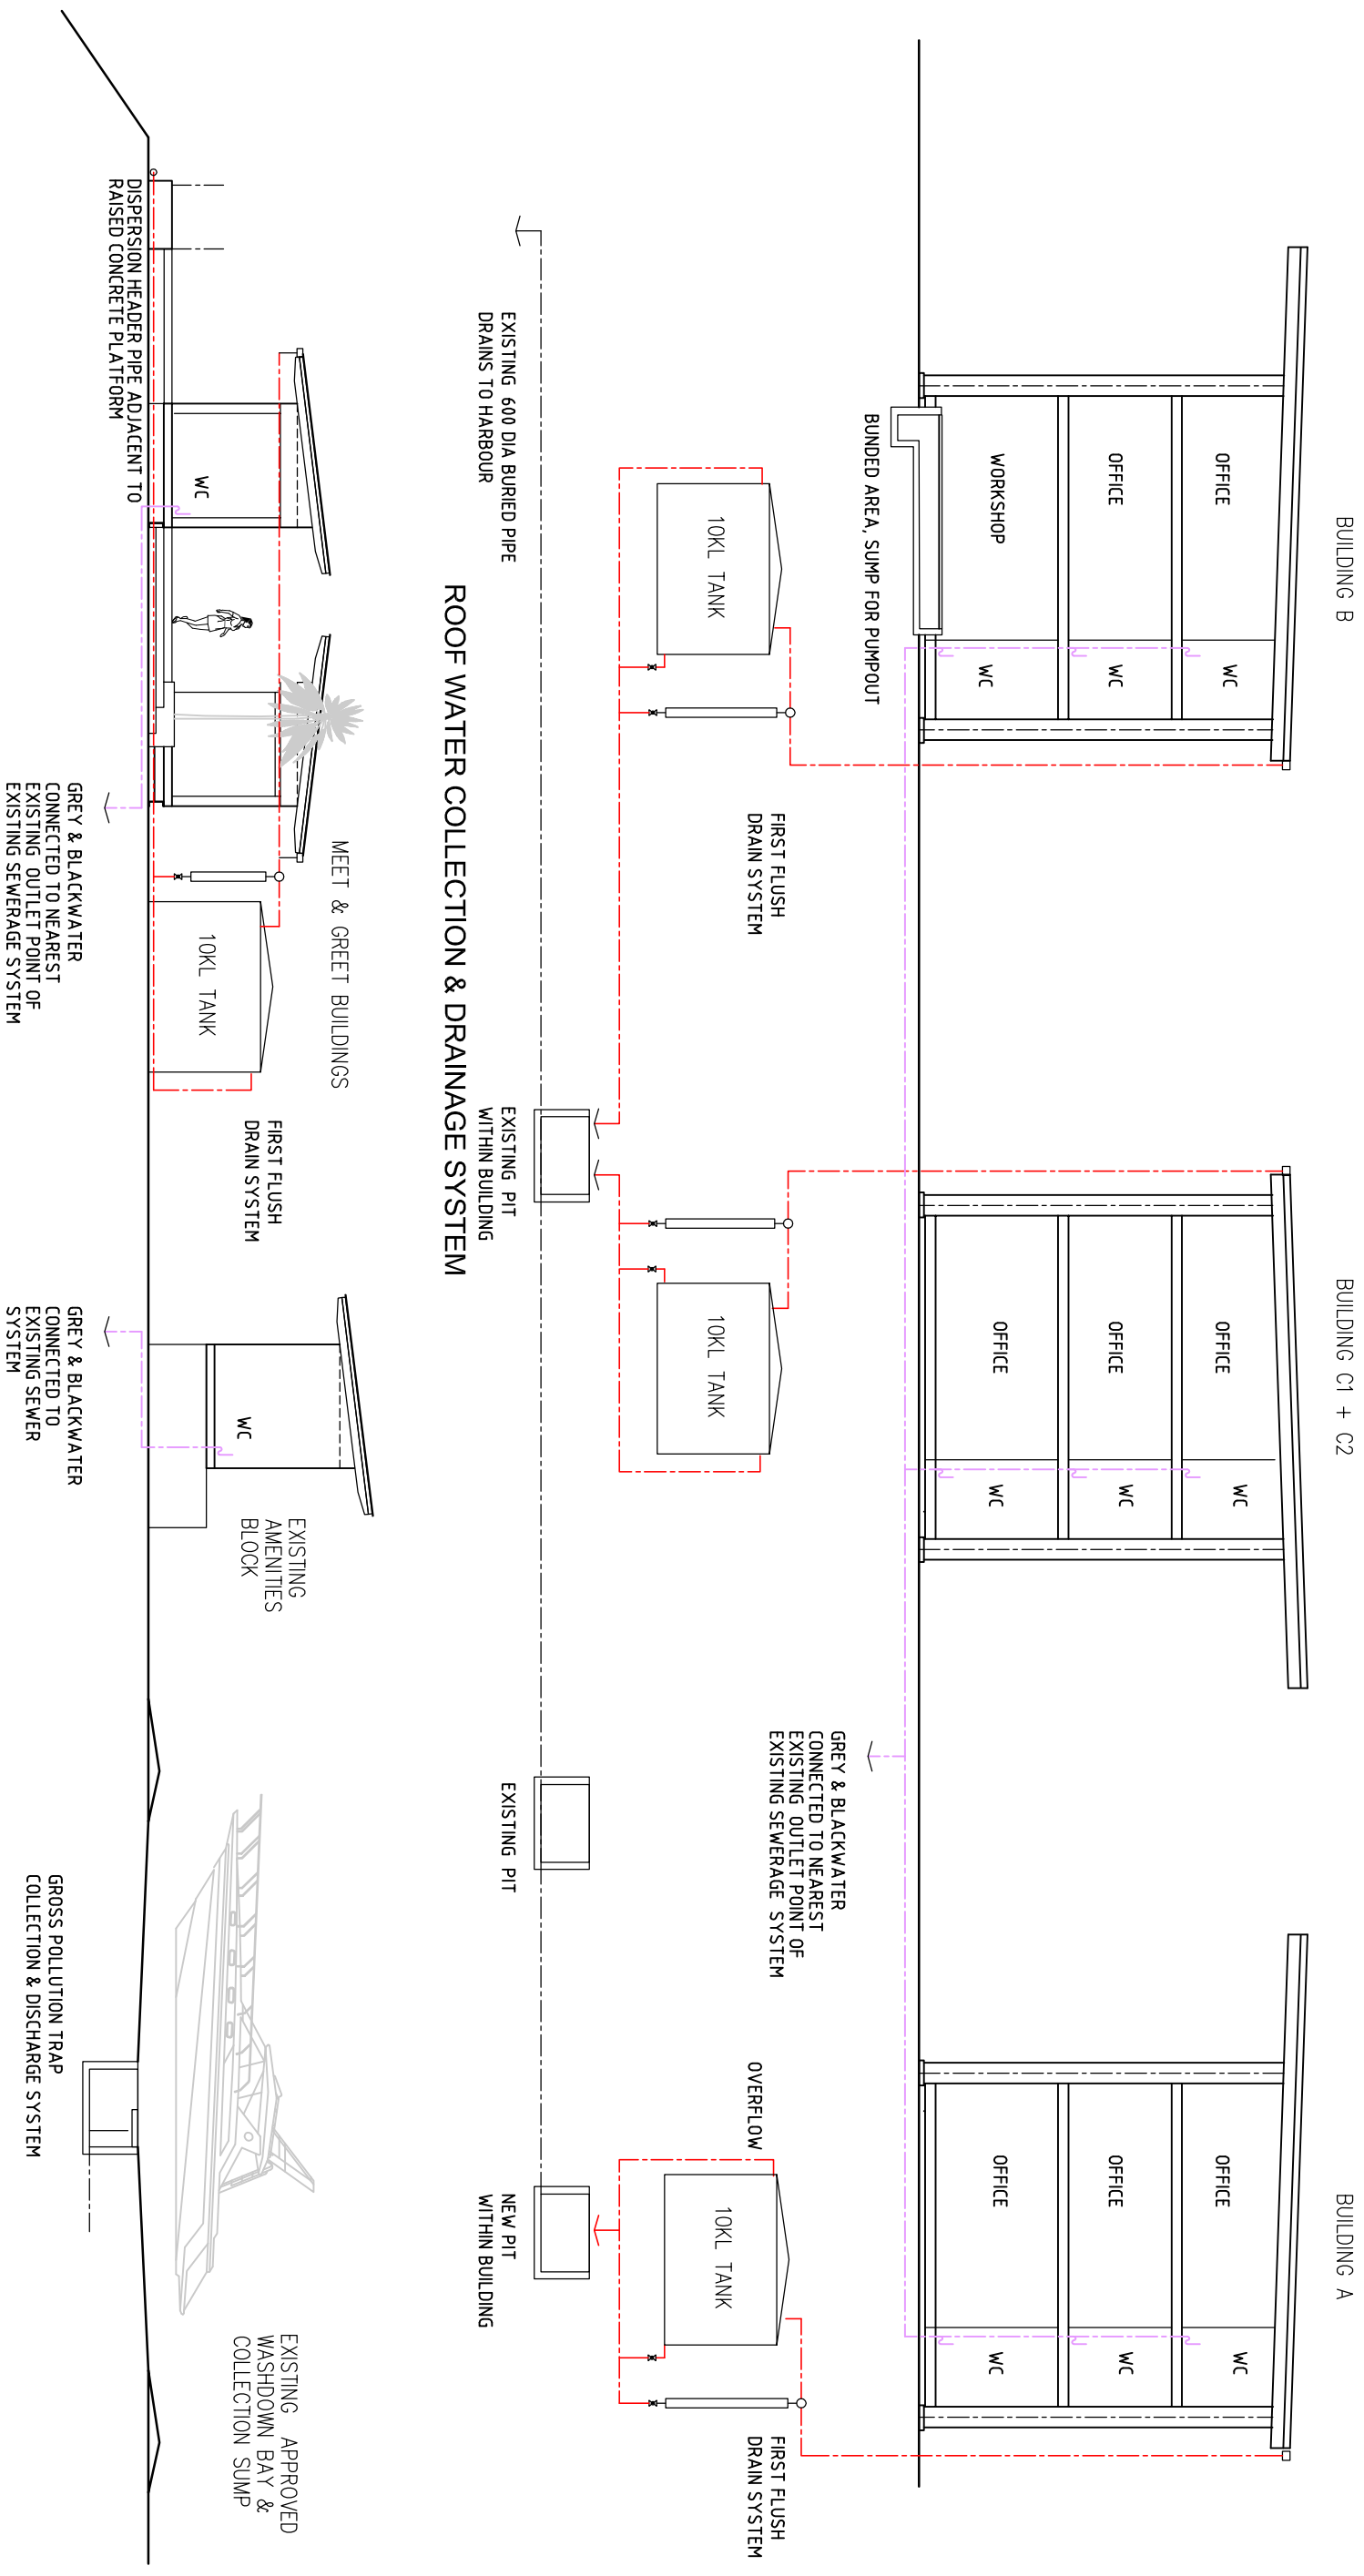 BUILDING B
BUILDING C1 + C2
BUILDING A
OFFICE
WC
OFFICE
WC
OFFICE
WC
OFFICE
WC
OFFICE
WC
OFFICE
WC
WORKSHOP
WC
OFFICE
WC
OFFICE
WC
BUNDED AREA, SUMP FOR PUMPOUT
GREY & BLACKWATER
CONNECTED TO NEAREST
EXISTING OUTLET POINT OF
EXISTING SEWERAGE SYSTEM
FIRST FLUSH
DRAIN SYSTEM
OVERFLOW
FIRST FLUSH
DRAIN SYSTEM
10KL TANK
10KL TANK
10KL TANK
EXISTING 600 DIA BURIED PIPE
DRAINS TO HARBOUR
EXISTING PIT
WITHIN BUILDING
EXISTING PIT
NEW PIT
WITHIN BUILDING
ROOF WATER COLLECTION & DRAINAGE SYSTEM
MEET & GREET BUILDINGS
WC
10KL TANK
FIRST FLUSH
DRAIN SYSTEM
WC
EXISTING
AMENITIES
BLOCK
EXISTING APPROVED
WASHDOWN BAY &
COLLECTION SUMP
DISPERSION HEADER PIPE ADJACENT TO
RAISED CONCRETE PLATFORM
GREY & BLACKWATER
CONNECTED TO NEAREST
EXISTING OUTLET POINT OF
EXISTING SEWERAGE SYSTEM
GREY & BLACKWATER
CONNECTED TO
EXISTING SEWER
SYSTEM
GROSS POLLUTION TRAP
COLLECTION & DISCHARGE SYSTEM